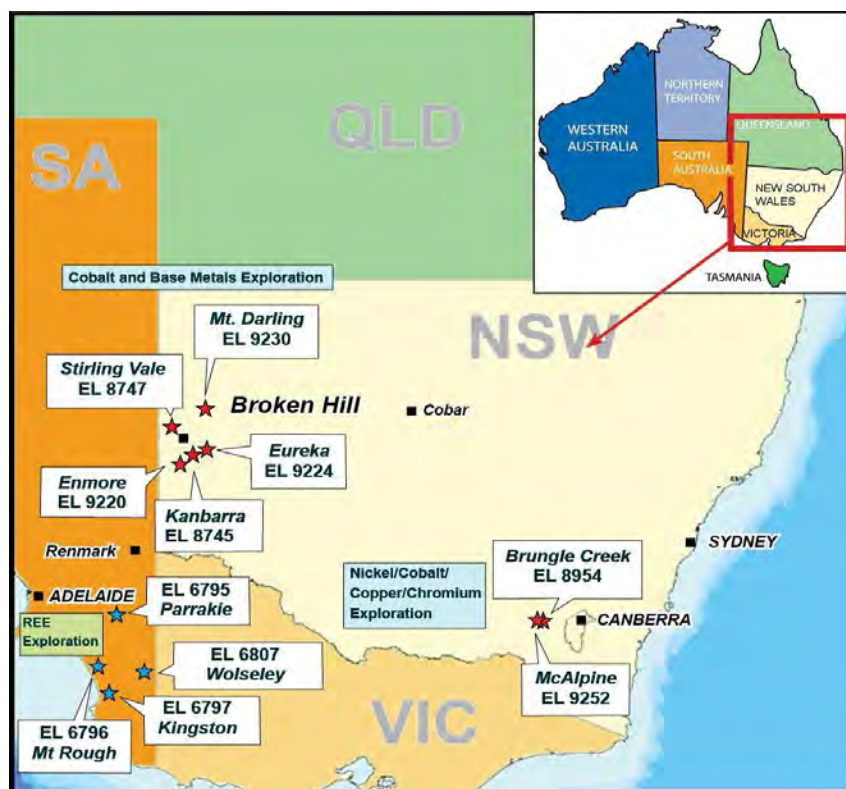 NORTHERN
TERRITORY
QUEENSLAND
WESTERN
AUSTRALIA
SOUTH
AUSTRALIA
NEW SOUTH
WALES
VICTORIA
TASMANIA
QLD
SA
Cobalt and Base Metals Exploration
NSW
Mt. Darling
EL 9230
Stirling Vale
EL 8747
Broken Hill
Cobar
Eureka
EL 9224
Enmore
EL 9220
Kanbarra
EL 8745
Renmark
SYDNEY
Brungle Creek
EL 8954
Nickel/Cobalt/
Copper/Chromium
Exploration
ADELAIDE
EL 6795
Parrakie
CANBERRA
REE
Exploration
EL 6807
Wolseley
McAlpine
EL 9252
EL 6797
Kingston
EL 6796
Mt Rough
VIC